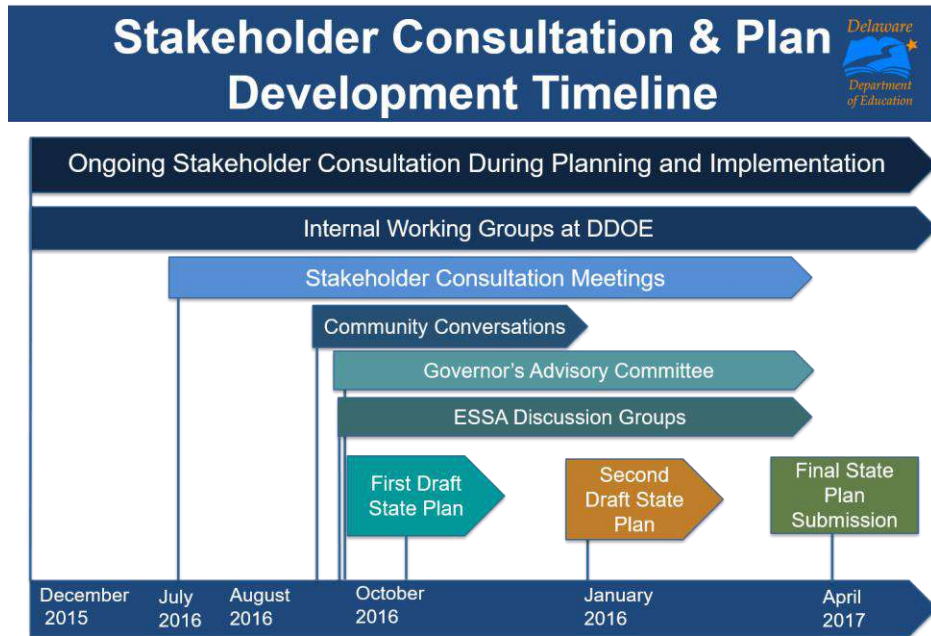 Stakeholder Consultation & Plan
Development Timeline
Delaware
Department
of Education
Ongoing Stakeholder Consultation During Planning and Implementation
Internal Working Groups at DDOE
Stakeholder Consultation Meetings
Community Conversations
Governor's Advisory Committee
ESSA Discussion Groups
First Draft
State Plan
Second
Draft State
Plan
Final State
Plan
Submission
December
2015
July
2016
August
2016
October
2016
January
2016
April
2017